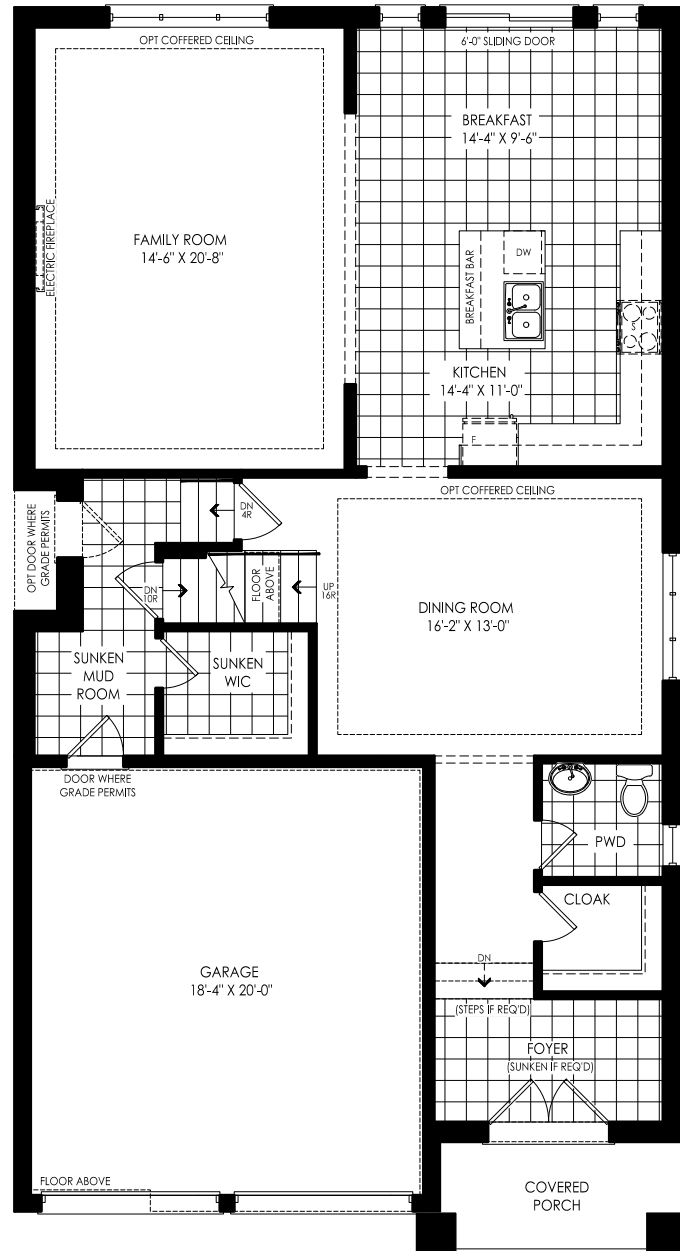 OPT COFFERED CEILING
6'-0" SLIDING DOOR
BREAKFAST
14'-4" X 9'-6"
FAMILY ROOM
14'-6" X 20'-8"
ELECTRIC FIREPLACE
BREAKFAST BAR
DW
S
KITCHEN
14'-4" X 11'-0"
F
OPT COFFERED CEILING
OPT DOOR WHERE
GRADE PERMITS
DN
4R
DN
10R
FLOOR
ABOVE
UP
16R
DINING ROOM
16'-2" X 13'-0"
SUNKEN
MUD
ROOM
SUNKEN
WIC
DOOR WHERE
GRADE PERMITS
PWD
CLOAK
GARAGE
18'-4" X 20'-0"
DN
(STEPS IF REQ'D)
FOYER
(SUNKEN IF REQ'D)
FLOOR ABOVE
COVERED
PORCH